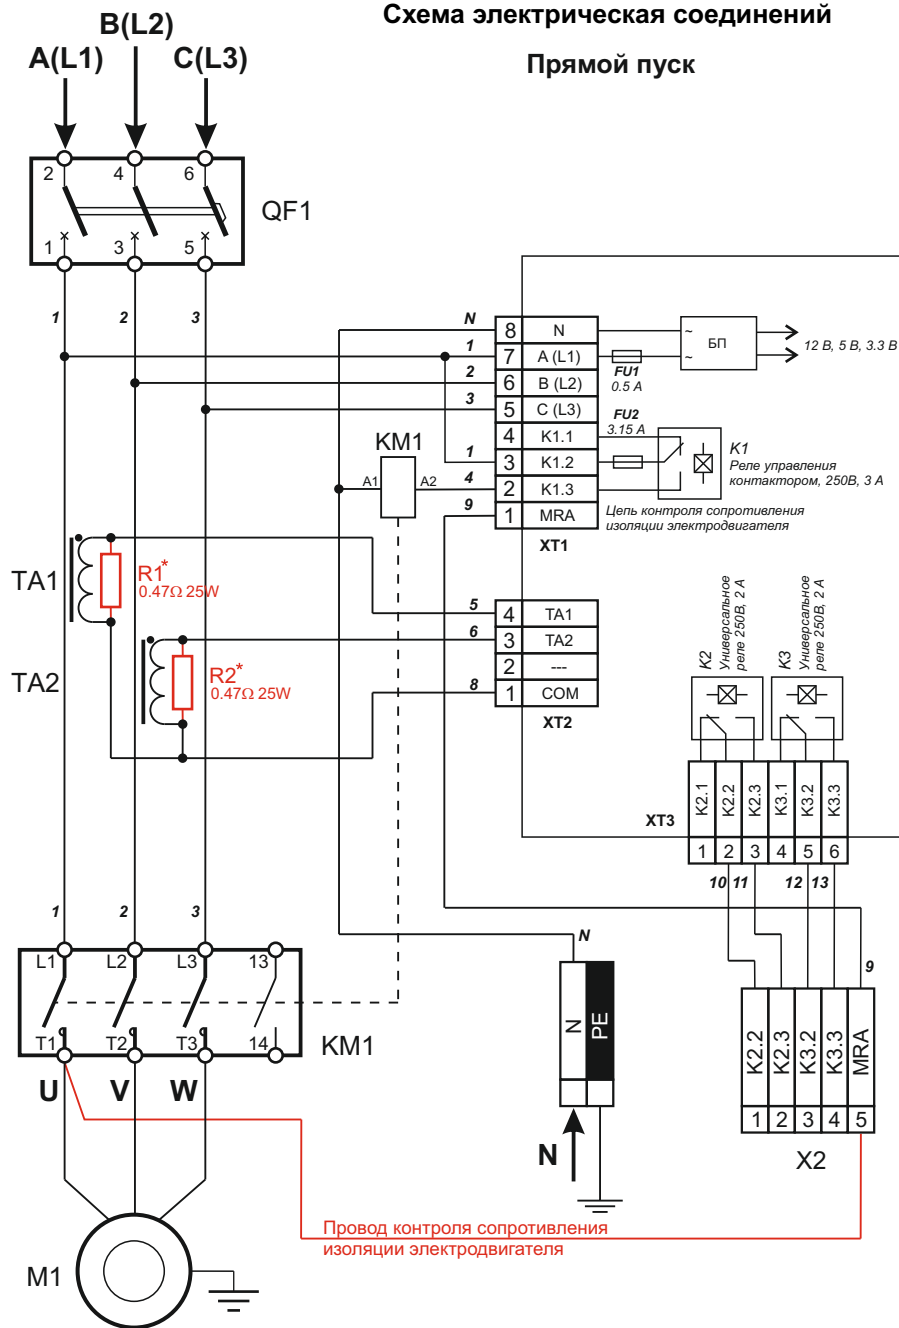 Схема электрическая соединений
Прямой пуск
B(L2)
A(L1)
C(L3)
2
4
6
QF1
1
3
5
1
2
3
N
8
N
1
7
A (L1)
2
6
B (L2)
3
5
C (L3)
4
K1.1
1
3
K1.2
4
2
K1.3
9
1
MRA
XT1
~
~
БП
12 В, 5 В, 3.3 В
FU1
0.5 А
FU2
3.15 А
K1
Реле управления
контактором, 250В, 3 А
Цепь контроля сопротивления
изоляции электродвигателя
KM1
A1
A2
TA1
R1*
0.47Ω 25W
TA2
R2*
0.47Ω 25W
5
4
TA1
6
3
TA2
2
---
8
1
COM
XT2
K2
Универсальное
реле 250В, 2 А
K3
Универсальное
реле 250В, 2 А
XT3
K2.1
K2.2
K2.3
K3.1
K3.2
K3.3
1
2
3
4
5
6
10
11
12
13
1
2
3
L1
L2
L3
13
T1
T2
T3
14
KM1
U
V
W
N
N
PE
N
9
K2.2
K2.3
K3.2
K3.3
MRA
1
2
3
4
5
X2
Провод контроля сопротивления
изоляции электродвигателя
M1